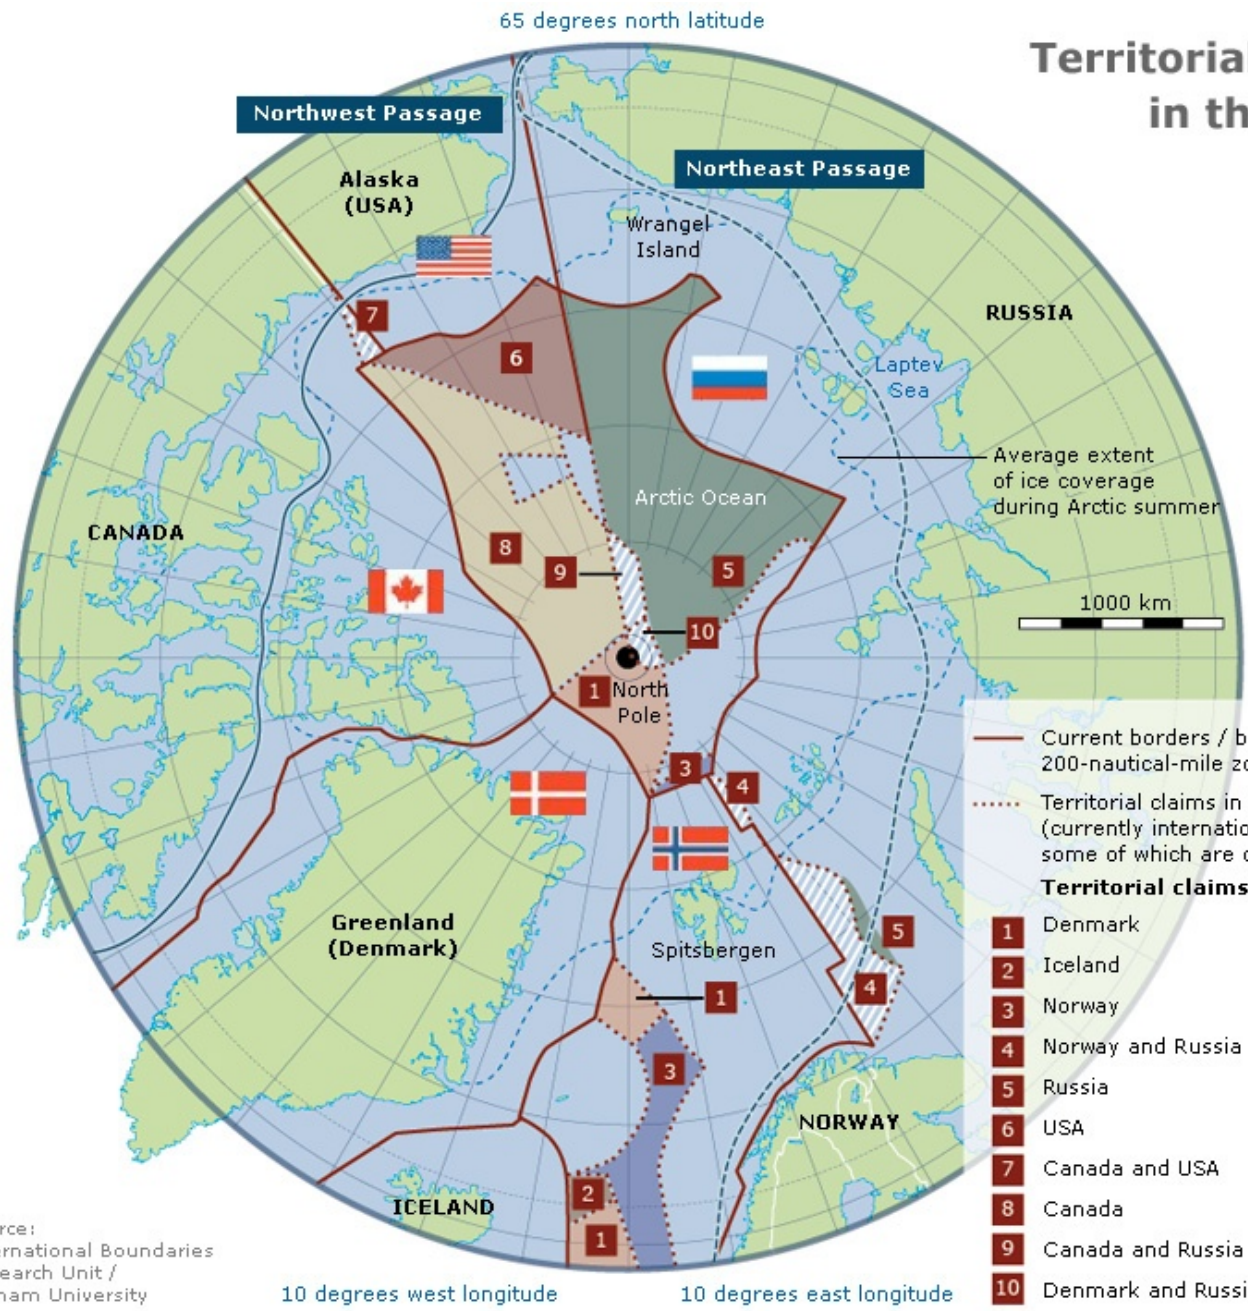 65 degrees north latitude
Territorial
in th
Northwest Passage
Northeast Passage
Alaska
(USA)
Wrangel
Island
RUSSIA
7
6
Laptev
Sea
Average extent
of ice coverage
during Arctic summer
Arctic Ocean
CANADA
8
9
5
1000 km
10
1
North
Pole
3
4
Greenland
(Denmark)
Spitsbergen
5
4
1
3
NORWAY
2
ICELAND
1
Current borders / b
200-nautical-mile zo
Territorial claims in
(currently internatio
some of which are c
Territorial claims
1 Denmark
2 Iceland
3 Norway
4 Norway and Russia
5 Russia
6 USA
7 Canada and USA
8 Canada
9 Canada and Russia
10 Denmark and Russi
rce:
ernational Boundaries
earch Unit /
ham University
10 degrees west longitude
10 degrees east longitude